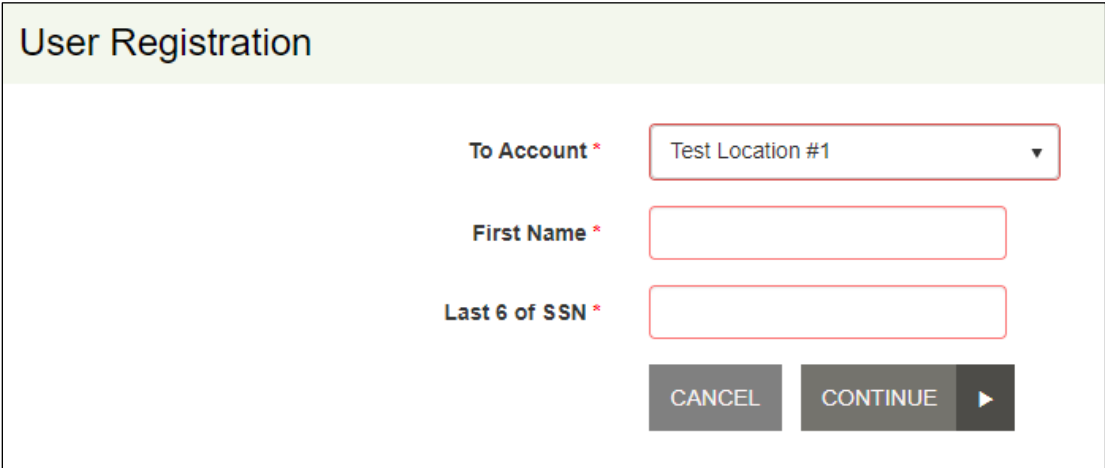 User Registration
To Account * Test Location #1
First Name *
Last 6 of SSN *
CANCEL CONTINUE